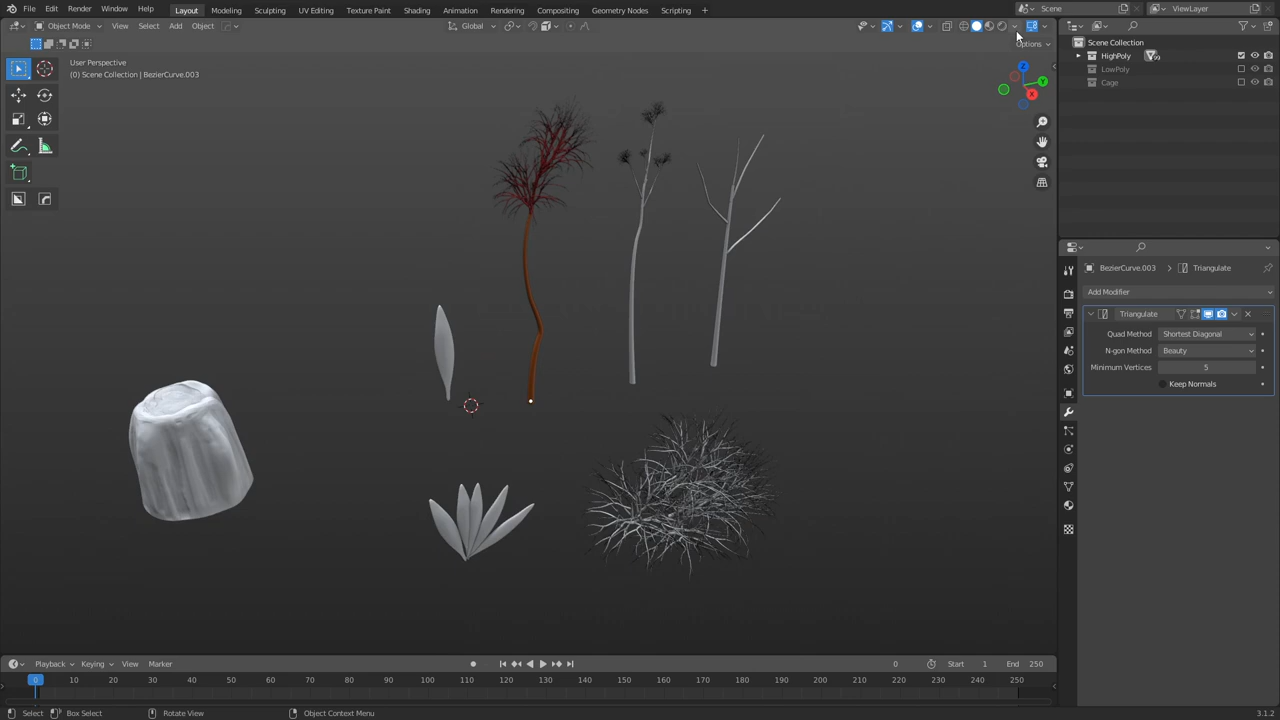 File Edit Render Window Help Layout Modeling Sculpting UV Editing Texture Paint Shading Animation Rendering Compositing Geometry Nodes Scripting + Scene ViewLayer
Object Mode View Select Add Object Global
Options
User Perspective
(0) Scene Collection | BezierCurve.003
Z
Y
X
Scene Collection
HighPoly
LowPoly
Cage
BezierCurve.003 > Triangulate
Add Modifier
Triangulate
Quad Method Shortest Diagonal
N-gon Method Beauty
Minimum Vertices 5
Keep Normals
Playback Keying View Marker 0 Start 1 End 250
0 10 20 30 40 50 60 70 80 90 100 110 120 130 140 150 160 170 180 190 200 210 220 230 240 250
Select Box Select Rotate View Object Context Menu 3.1.2